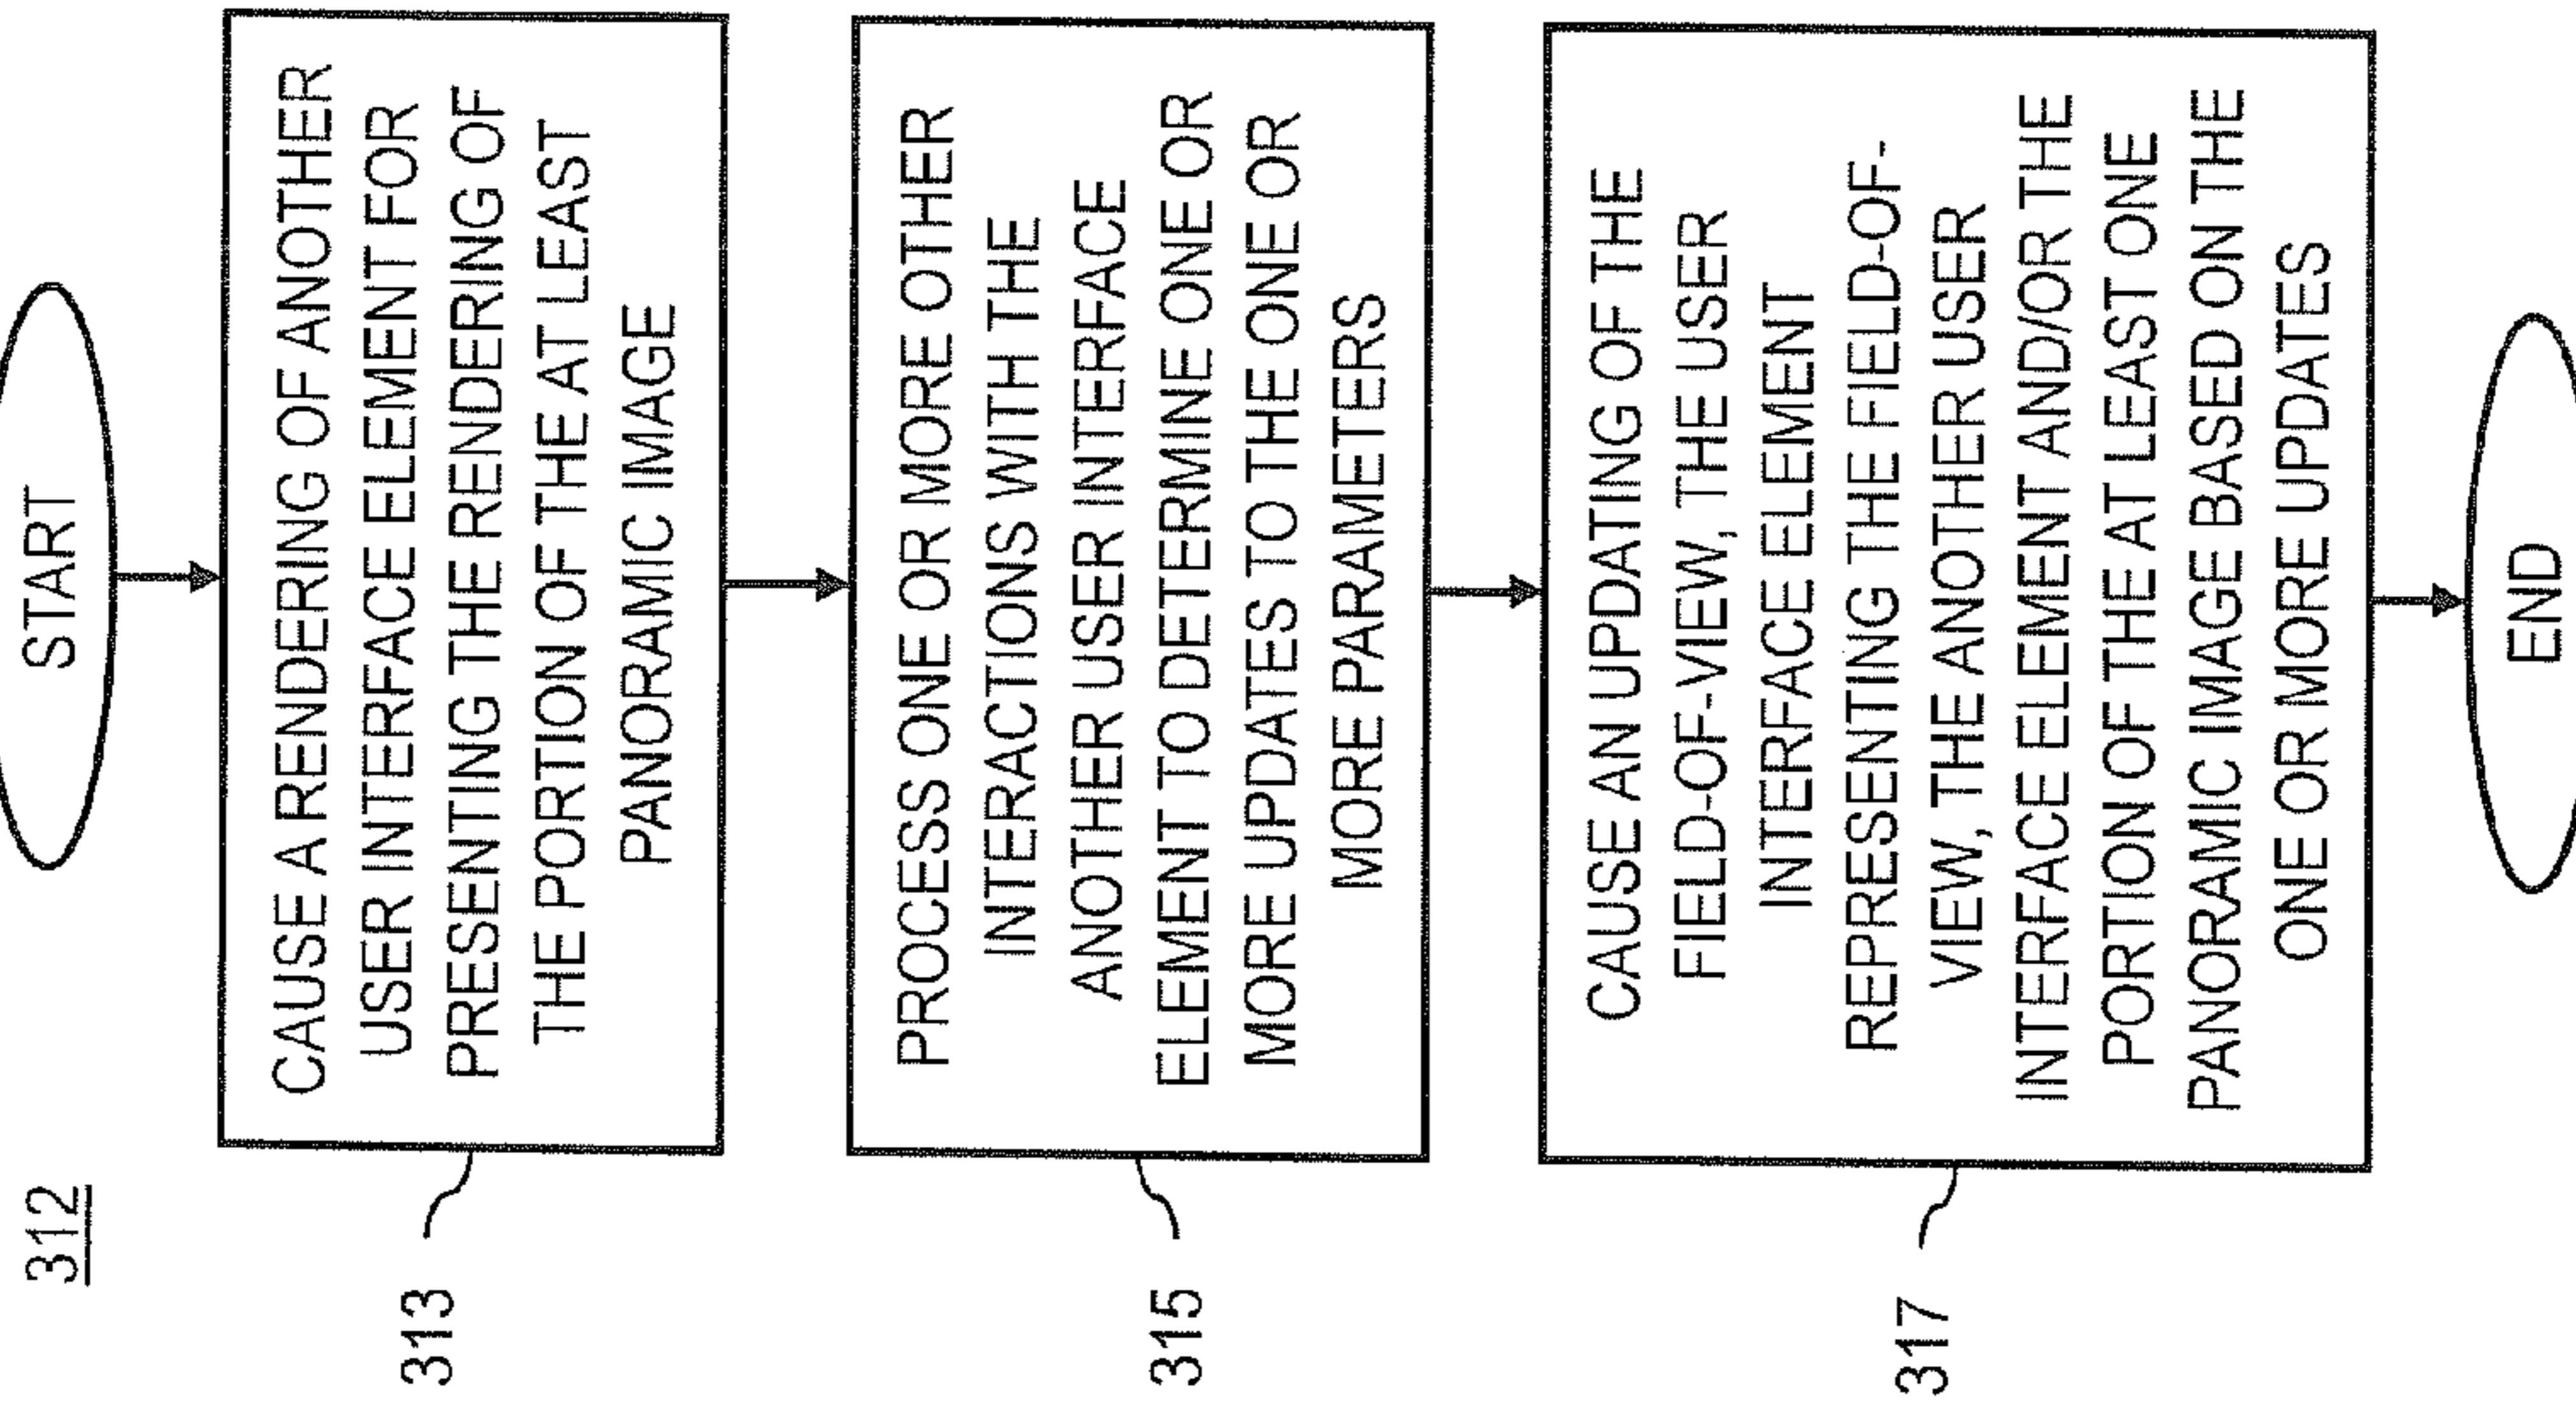 312
START
313
CAUSE A RENDERING OF ANOTHER
USER INTERFACE ELEMENT FOR
PRESENTING THE RENDERING OF
THE PORTION OF THE AT LEAST
PANORAMIC IMAGE
315
PROCESS ONE OR MORE OTHER
INTERACTIONS WITH THE
ANOTHER USER INTERFACE
ELEMENT TO DETERMINE ONE OR
MORE UPDATES TO THE ONE OR
MORE PARAMETERS
317
CAUSE AN UPDATING OF THE
FIELD-OF-VIEW, THE USER
INTERFACE ELEMENT
REPRESENTING THE FIELD-OF-
VIEW, THE ANOTHER USER
INTERFACE ELEMENT AND/OR THE
PORTION OF THE AT LEAST ONE
PANORAMIC IMAGE BASED ON THE
ONE OR MORE UPDATES
END